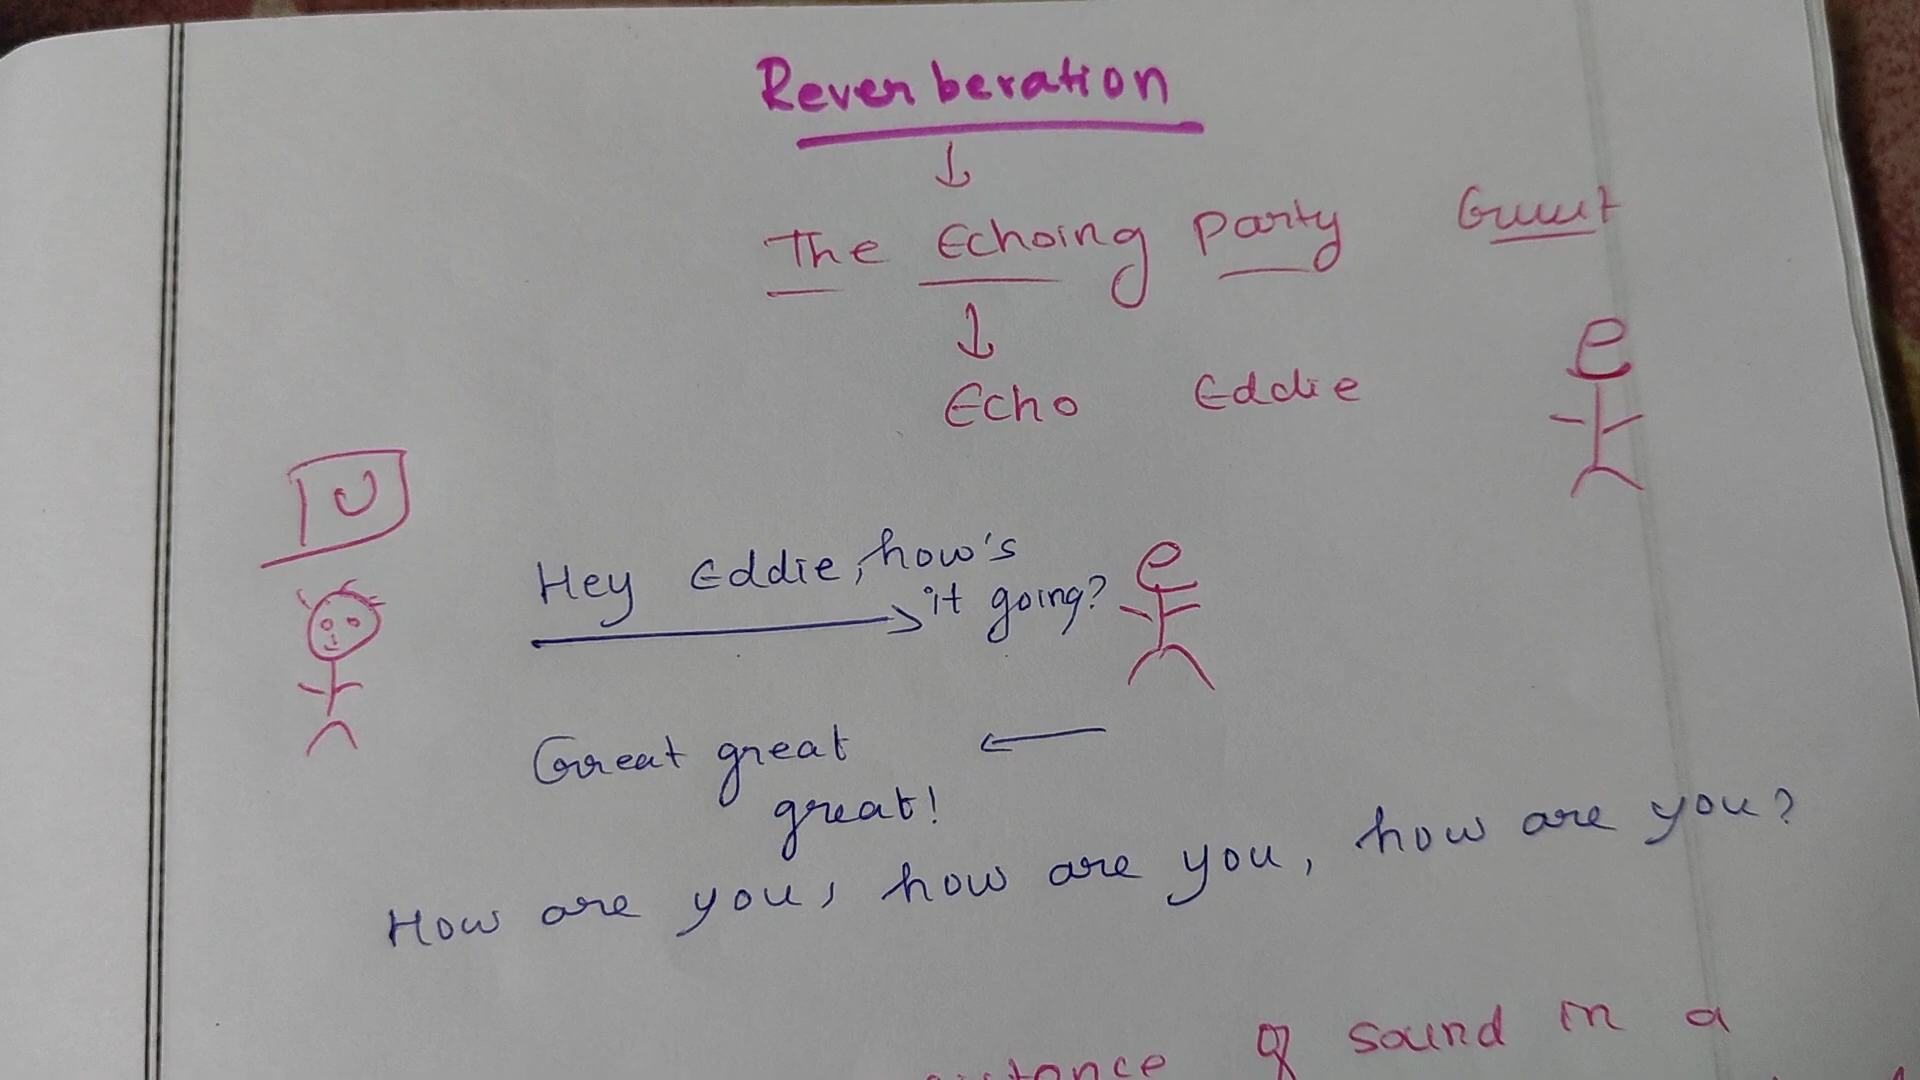 Reverberation
The Echoing Party Guest
Echo Eddie
e
U
Hey Eddie, how's
it going?
e
Great great
great!
How are you, how are you, how are you?
of sound in a